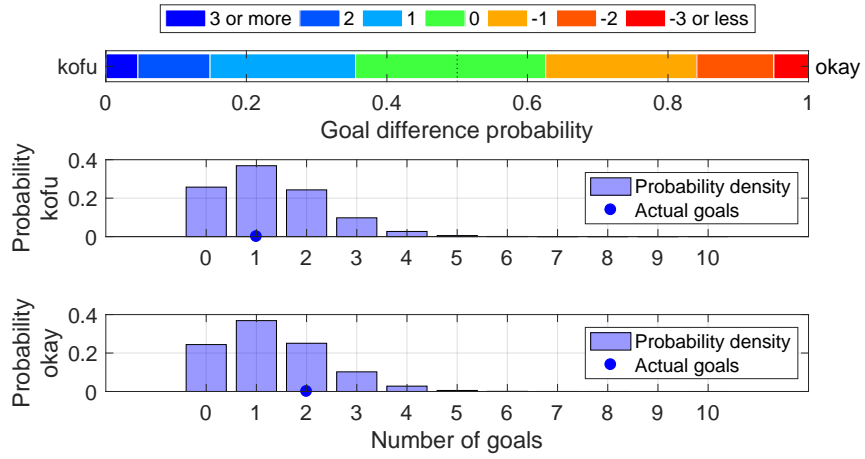 3 or more 2 1 0 -1 -2 -3 or less
kofu okay
0 0.2 0.4 0.6 0.8 1
Goal difference probability
Probability
kofu
0.4
0.2
0
Probability density
Actual goals
0 1 2 3 4 5 6 7 8 9 10
Probability
okay
0.4
0.2
0
Probability density
Actual goals
0 1 2 3 4 5 6 7 8 9 10
Number of goals